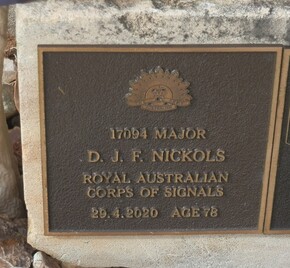 17094 MAJOR
D. J. F. NICKOLS
ROYAL AUSTRALIAN
CORPS OF SIGNALS
29.4.2020 AGE 78